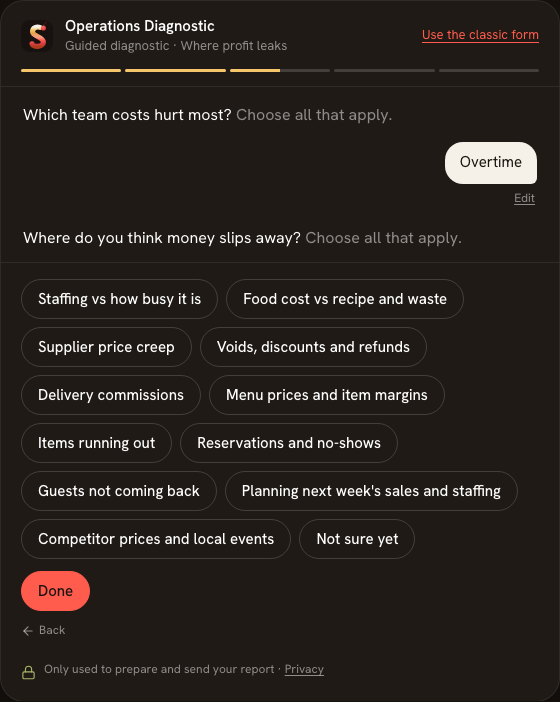 Operations Diagnostic
Guided diagnostic · Where profit leaks
Use the classic form
Which team costs hurt most? Choose all that apply.
Overtime
Edit
Where do you think money slips away? Choose all that apply.
Staffing vs how busy it is
Food cost vs recipe and waste
Supplier price creep
Voids, discounts and refunds
Delivery commissions
Menu prices and item margins
Items running out
Reservations and no-shows
Guests not coming back
Planning next week's sales and staffing
Competitor prices and local events
Not sure yet
Done
← Back
Only used to prepare and send your report · Privacy